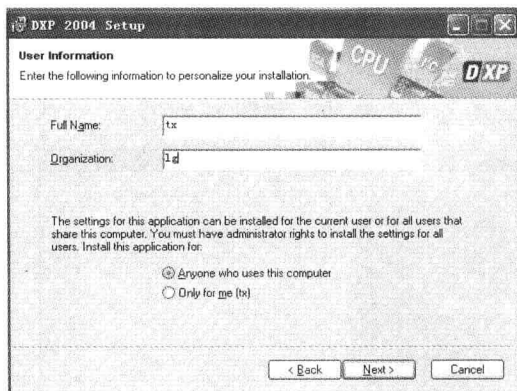 DXP 2004 Setup
User Information
Enter the following information to personalize your installation.
CPU
DXP
Full Name:
tx
Organization:
lg
The settings for this application can be installed for the current user or for all users that
share this computer. You must have administrator rights to install the settings for all
users. Install this application for:
Anyone who uses this computer
Only for me (tx)
< Back
Next >
Cancel